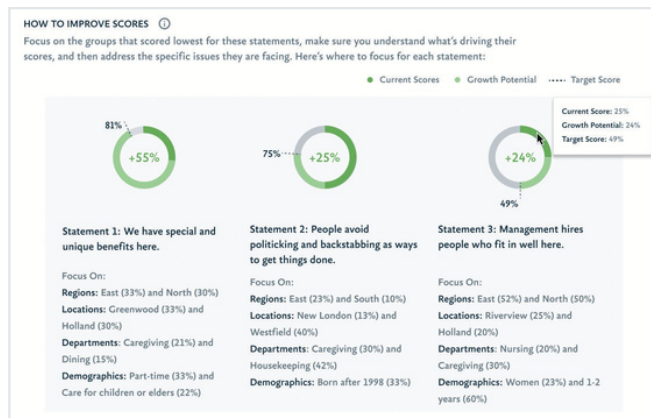 HOW TO IMPROVE SCORES
Focus on the groups that scored lowest for these statements, make sure you understand what's driving their
scores, and then address the specific issues they are facing. Here's where to focus for each statement:
Current Scores
Growth Potential
Target Score
81%
+55%
75%
+25%
+24%
49%
Current Score: 25%
Growth Potential: 24%
Target Score: 49%
Statement 1: We have special and
unique benefits here.
Focus On:
Regions: East (33%) and North (30%)
Locations: Greenwood (33%) and
Holland (30%)
Departments: Caregiving (21%) and
Dining (15%)
Demographics: Part-time (33%) and
Care for children or elders (22%)
Statement 2: People avoid
politicking and backstabbing as ways
to get things done.
Focus On:
Regions: East (23%) and South (10%)
Locations: New London (13%) and
Westfield (40%)
Departments: Caregiving (30%) and
Housekeeping (42%)
Demographics: Born after 1998 (33%)
Statement 3: Management hires
people who fit in well here.
Focus On:
Regions: East (52%) and North (50%)
Locations: Riverview (25%) and
Holland (20%)
Departments: Nursing (20%) and
Caregiving (30%)
Demographics: Women (23%) and 1-2
years (60%)